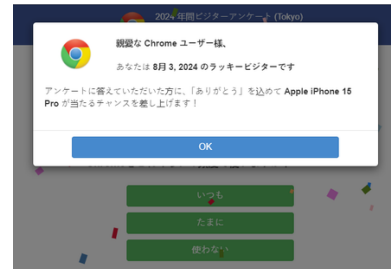 2024 年間ビジターアンケート (Tokyo)
親愛な Chrome ユーザー様、
あなたは 8月 3, 2024 のラッキービジターです
アンケートに答えていただいた方に、「ありがとう」を込めて Apple iPhone 15
Pro が当たるチャンスを差し上げます！
OK
いつも
たまに
使わない